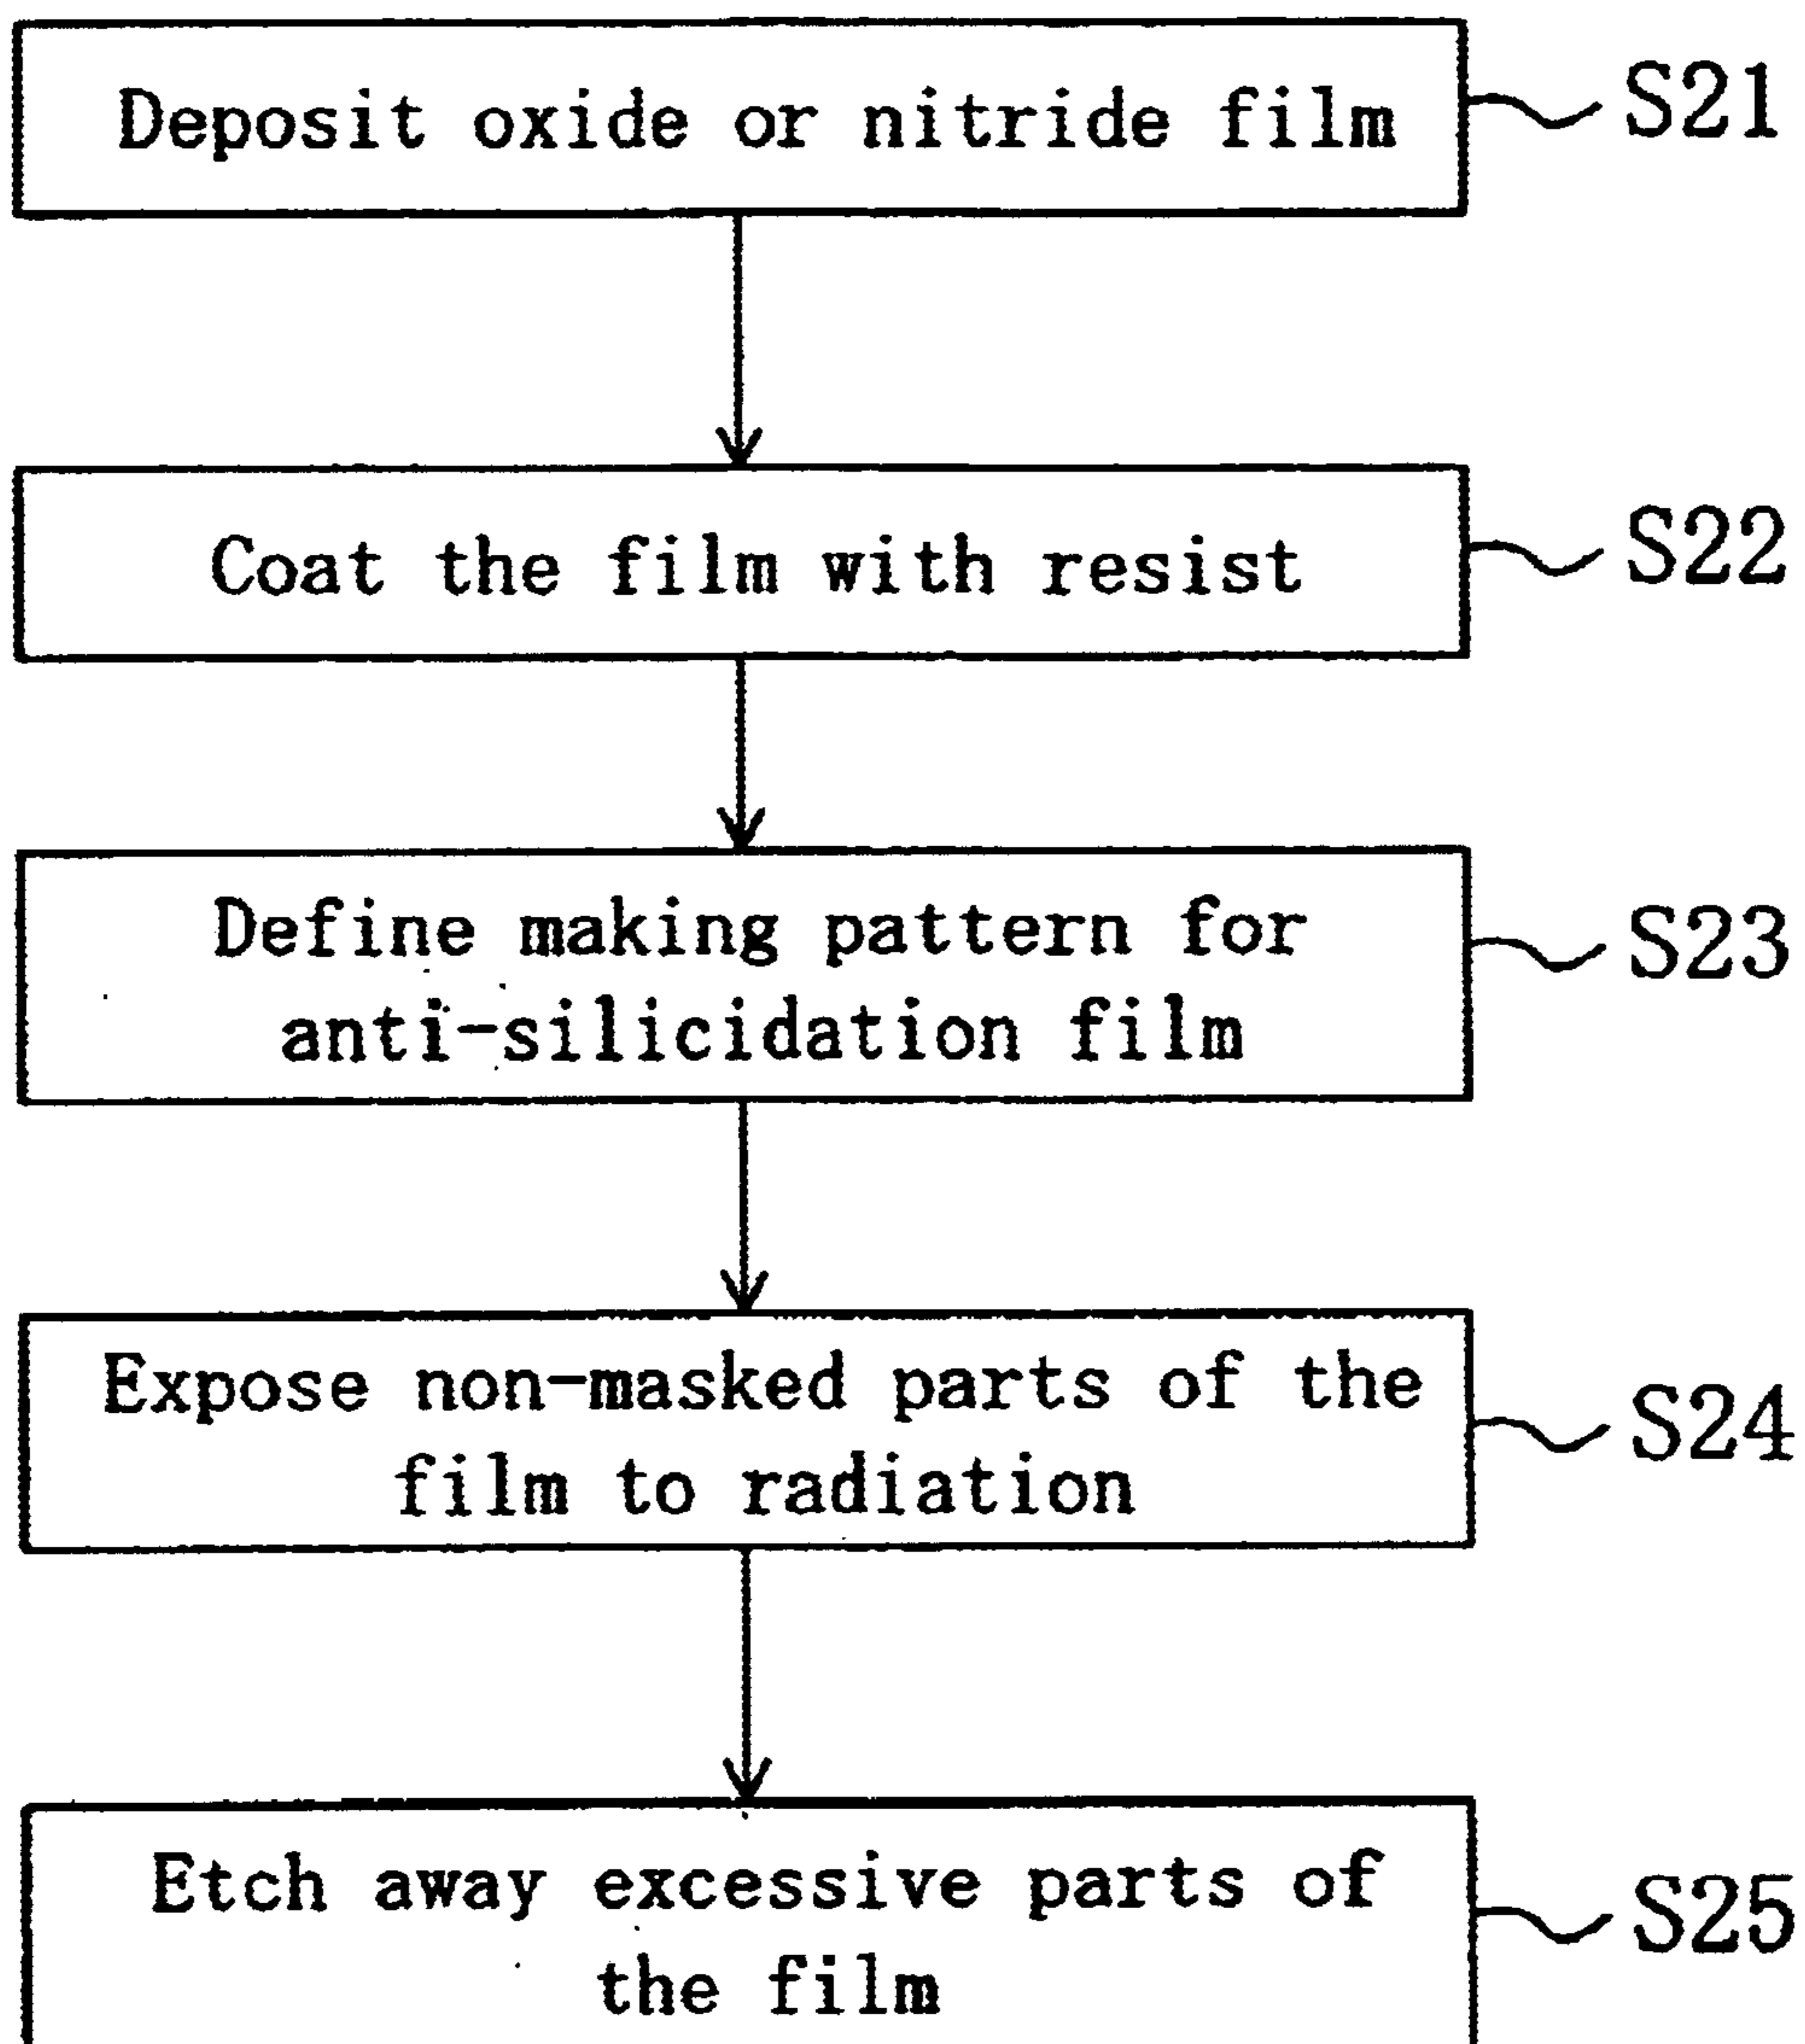 Deposit oxide or nitride film
S21
Coat the film with resist
S22
Define making pattern for
anti-silicidation film
S23
Expose non-masked parts of the
film to radiation
S24
Etch away excessive parts of
the film
S25